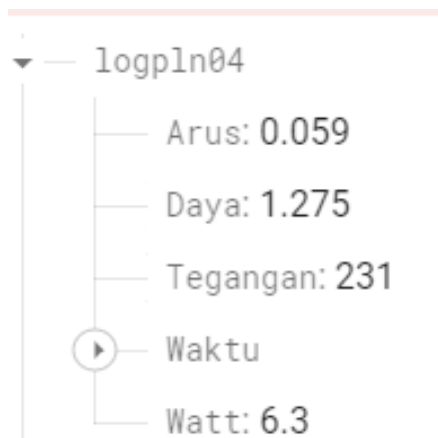 logpln04
Arus: 0.059
Daya: 1.275
Tegangan: 231
Waktu
Watt: 6.3